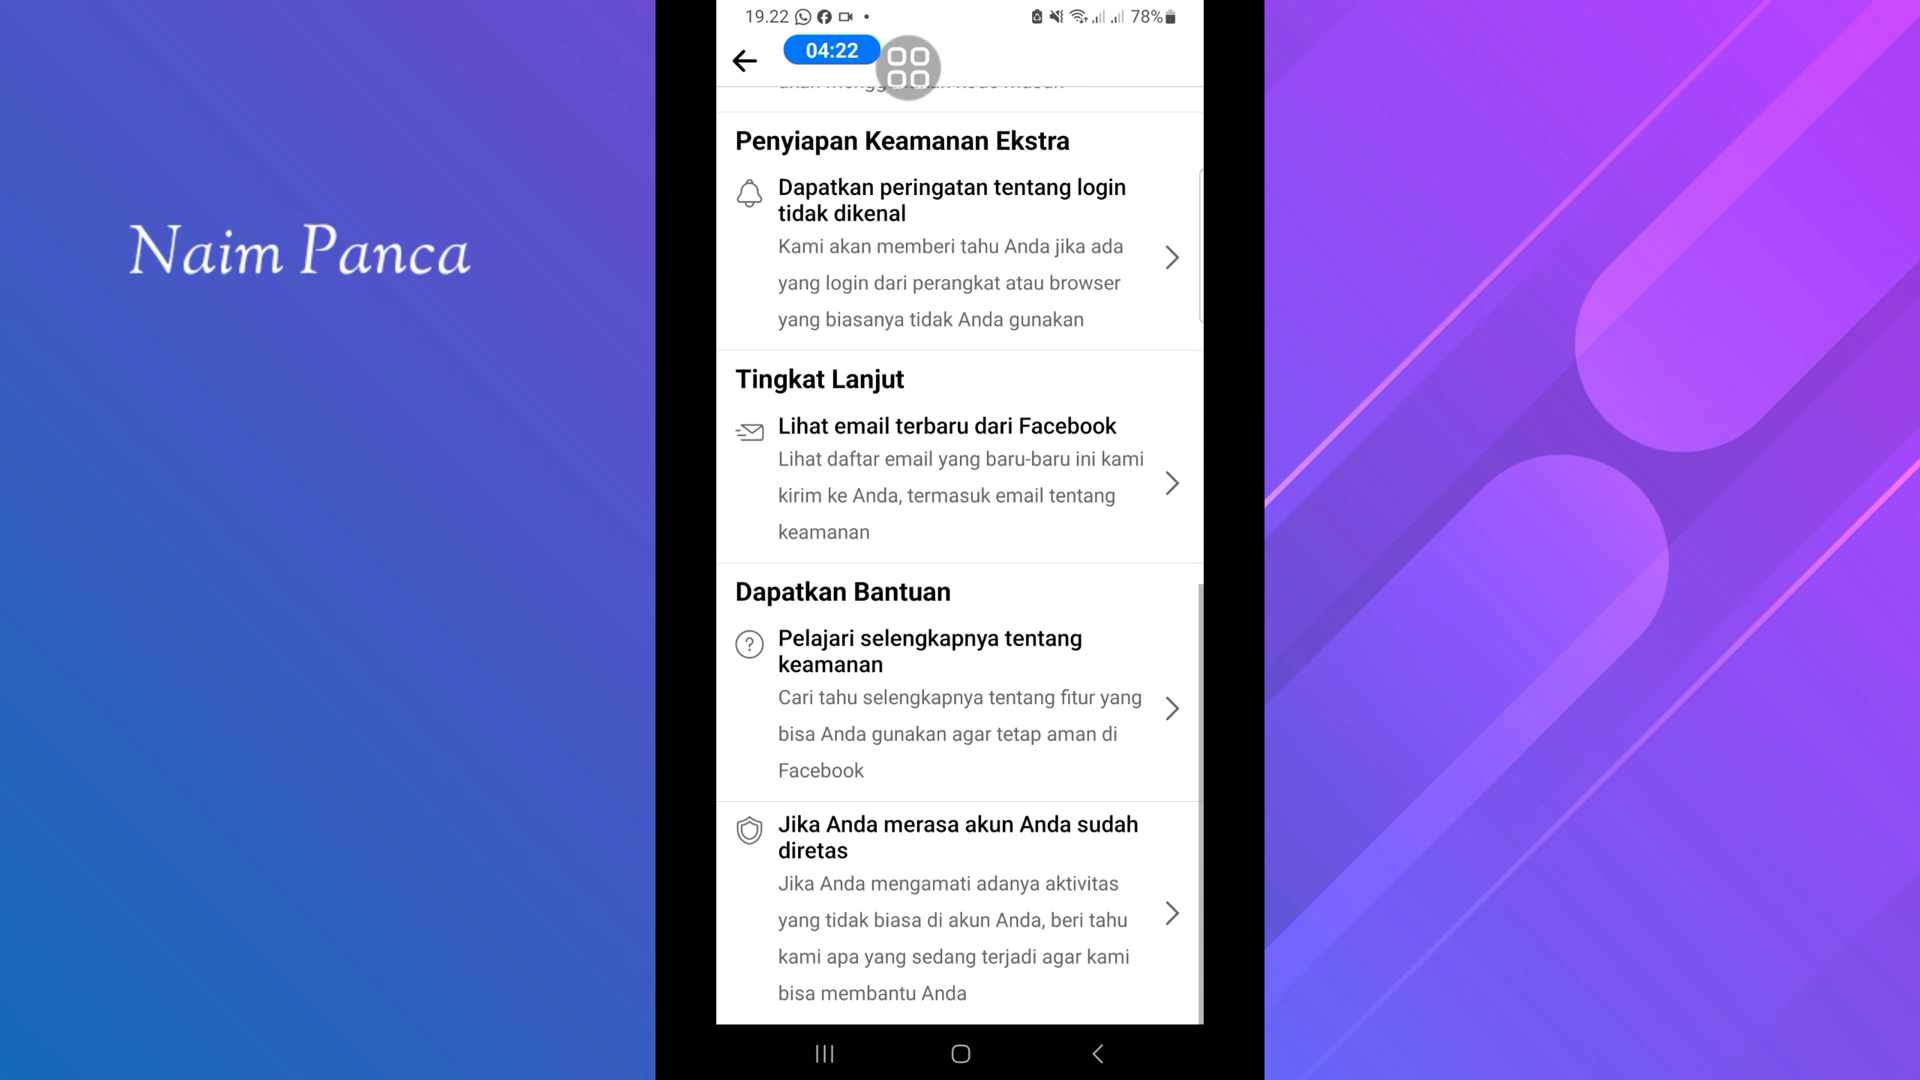 19.22
78%
04:22
Naim Panca
Penyiapan Keamanan Ekstra
Dapatkan peringatan tentang login
tidak dikenal
Kami akan memberi tahu Anda jika ada
yang login dari perangkat atau browser
yang biasanya tidak Anda gunakan
Tingkat Lanjut
Lihat email terbaru dari Facebook
Lihat daftar email yang baru-baru ini kami
kirim ke Anda, termasuk email tentang
keamanan
Dapatkan Bantuan
Pelajari selengkapnya tentang
keamanan
Cari tahu selengkapnya tentang fitur yang
bisa Anda gunakan agar tetap aman di
Facebook
Jika Anda merasa akun Anda sudah
diretas
Jika Anda mengamati adanya aktivitas
yang tidak biasa di akun Anda, beri tahu
kami apa yang sedang terjadi agar kami
bisa membantu Anda